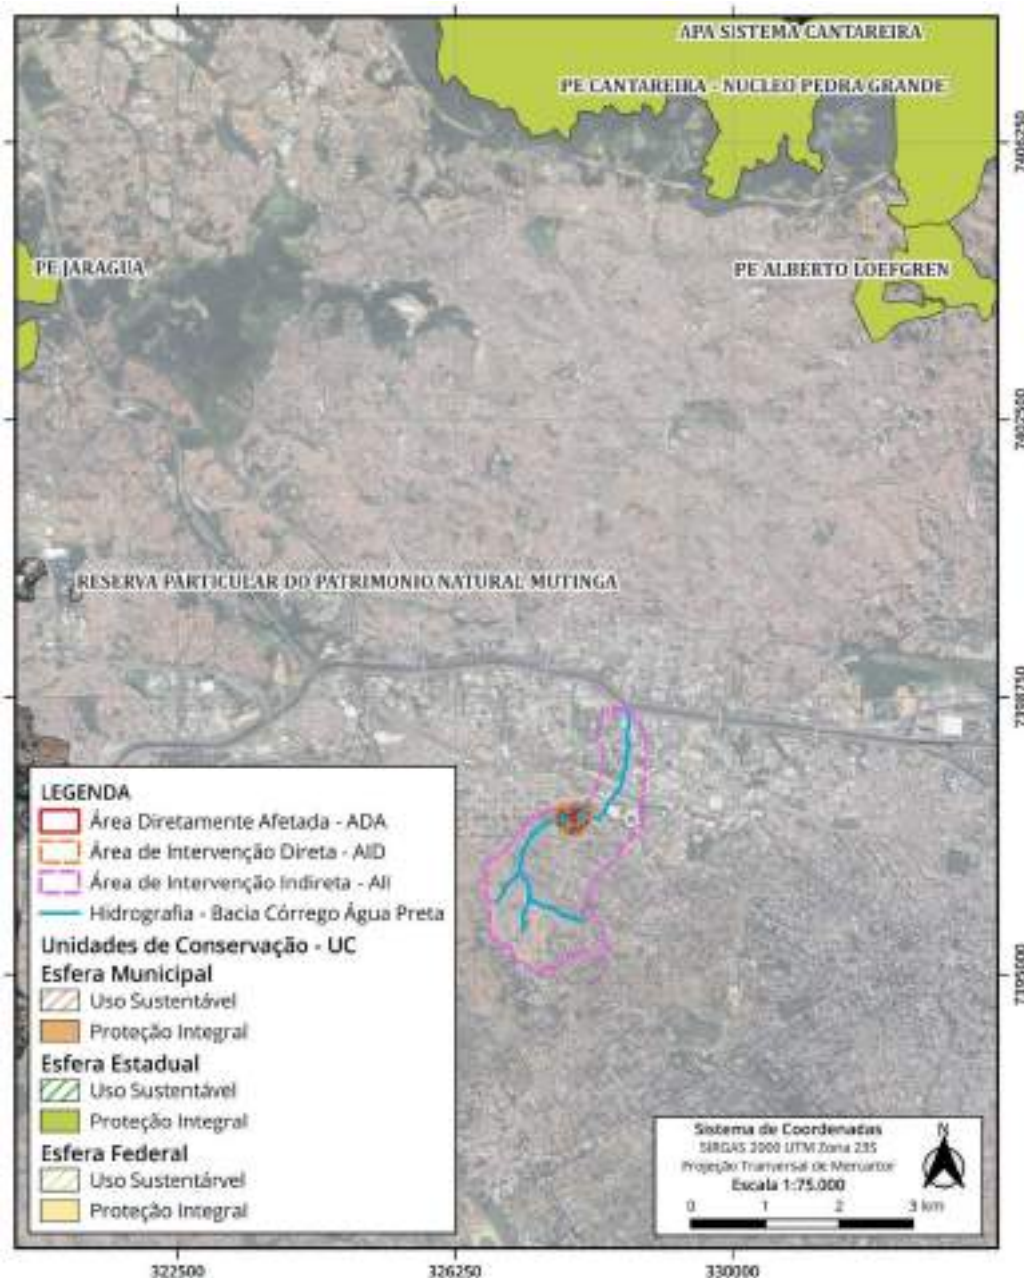 APA SISTEMA CANTAREIRA
PE CANTAREIRA - NUCLEO PEDRA GRANDE
7406250
PE JARAGUA
PE ALBERTO LOEFGREN
7402500
RESERVA PARTICULAR DO PATRIMONIO NATURAL MUTINGA
7398750
LEGENDA
Área Diretamente Afetada - ADA
Área de Intervenção Direta - AID
Área de Intervenção Indireta - AII
Hidrografia - Bacia Córrego Água Preta
Unidades de Conservação - UC
Esfera Municipal
Uso Sustentável
Proteção Integral
Esfera Estadual
Uso Sustentável
Proteção Integral
Esfera Federal
Uso Sustentárvel
Proteção Integral
7395000
Sistema de Coordenadas
SIRGAS 2000 UTM Zona 23S
Projeção Tranversal de Mercartor
Escala 1:75.000
N
0 1 2 3 km
322500 326250 330000